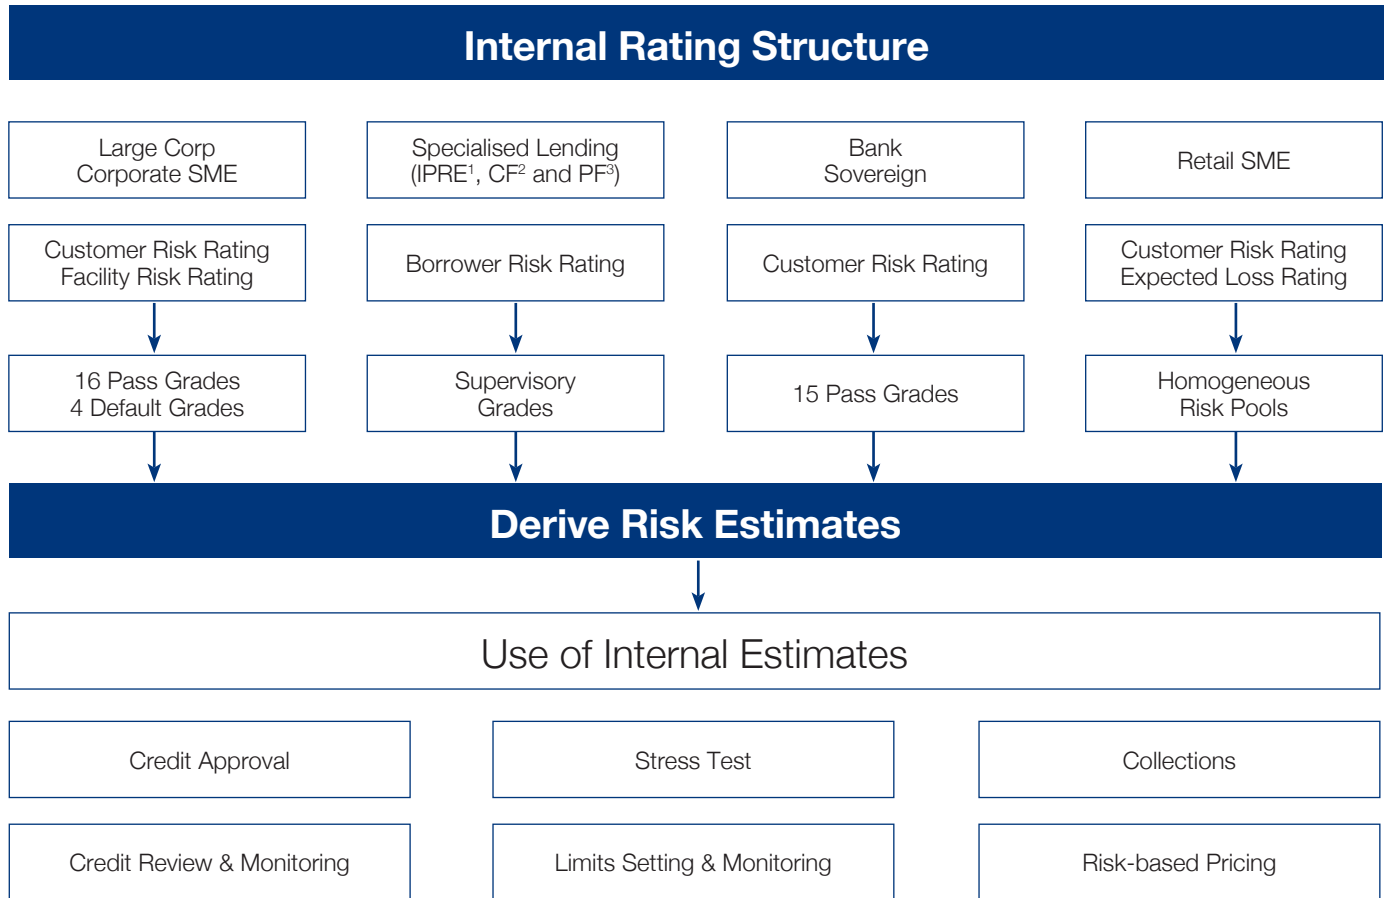 Internal Rating Structure
Large Corp
Corporate SME
Specialised Lending
(IPRE¹, CF² and PF³)
Bank
Sovereign
Retail SME
Customer Risk Rating
Facility Risk Rating
Borrower Risk Rating
Customer Risk Rating
Customer Risk Rating
Expected Loss Rating
16 Pass Grades
4 Default Grades
Supervisory
Grades
15 Pass Grades
Homogeneous
Risk Pools
Derive Risk Estimates
Use of Internal Estimates
Credit Approval
Stress Test
Collections
Credit Review & Monitoring
Limits Setting & Monitoring
Risk-based Pricing